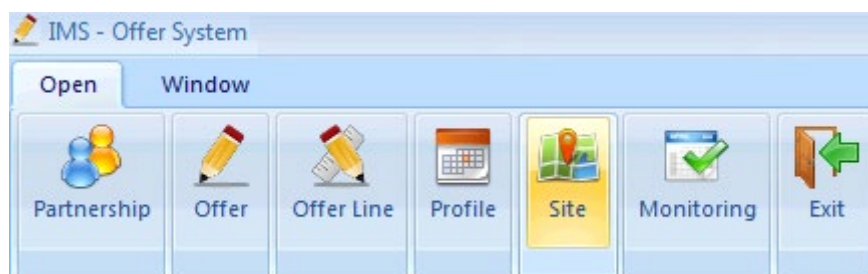 IMS - Offer System
Open Window
Partnership Offer Offer Line Profile Site Monitoring Exit